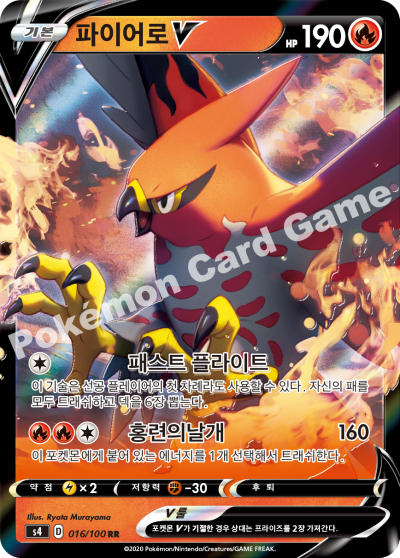 기본 파이어로 V HP 190
Pokémon Card Game
패스트 플라이트
이 기술은 선공 플레이어의 첫 차례라도 사용할 수 있다. 자신의 패를
모두 트래쉬하고 덱을 6장 뽑는다.
홍련의날개 160
이 포켓몬에게 붙어 있는 에너지를 1개 선택해서 트래쉬한다.
약점 ×2 저항력 -30 후퇴
Illus. Ryota Murayama
s4 D 016/100 RR
V룰
포켓몬V가 기절한 경우 상대는 프라이즈를 2장 가져간다.
©2020 Pokémon/Nintendo/Creatures/GAME FREAK.